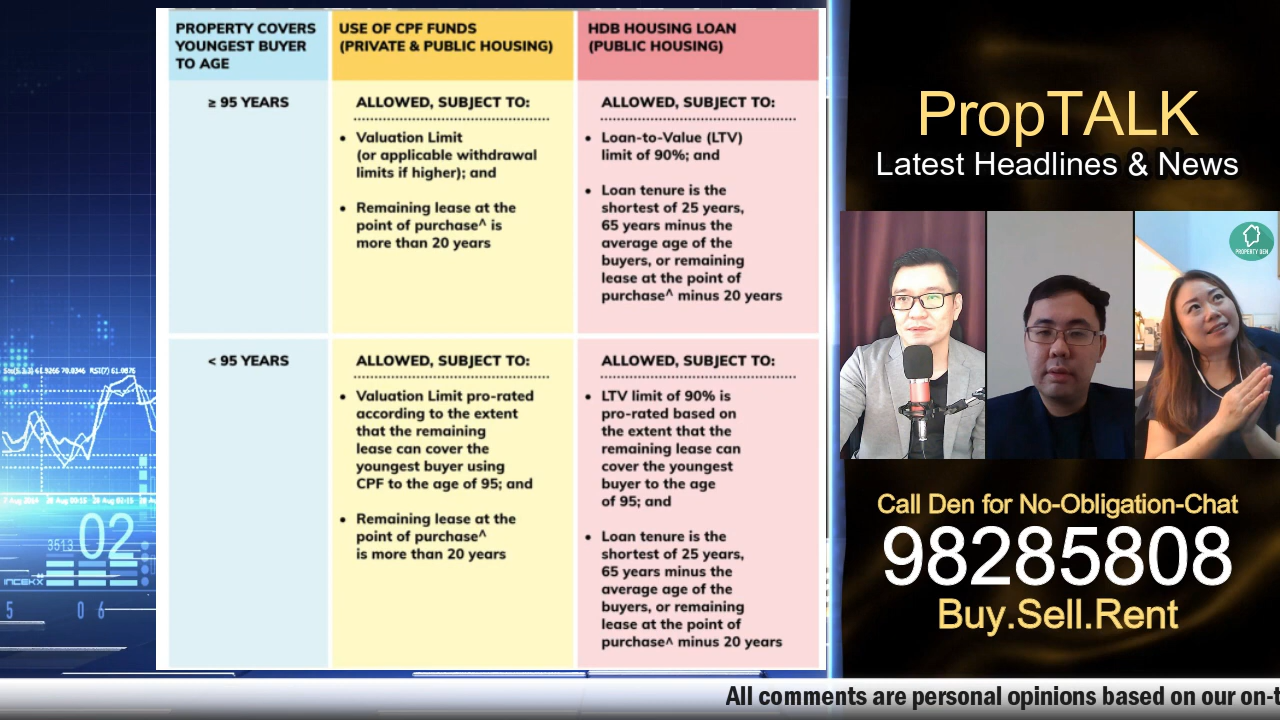 PROPERTY COVERS
YOUNGEST BUYER
TO AGE
USE OF CPF FUNDS
(PRIVATE & PUBLIC HOUSING)
HDB HOUSING LOAN
(PUBLIC HOUSING)
≥ 95 YEARS
ALLOWED, SUBJECT TO:
• Valuation Limit
(or applicable withdrawal
limits if higher); and
• Remaining lease at the
point of purchase^ is
more than 20 years
ALLOWED, SUBJECT TO:
• Loan-to-Value (LTV)
limit of 90%; and
• Loan tenure is the
shortest of 25 years,
65 years minus the
average age of the
buyers, or remaining
lease at the point of
purchase^ minus 20 years
< 95 YEARS
ALLOWED, SUBJECT TO:
• Valuation Limit pro-rated
according to the extent
that the remaining
lease can cover the
youngest buyer using
CPF to the age of 95; and
• Remaining lease at the
point of purchase^
is more than 20 years
ALLOWED, SUBJECT TO:
• LTV limit of 90% is
pro-rated based on
the extent that the
remaining lease can
cover the youngest
buyer to the age
of 95; and
• Loan tenure is the
shortest of 25 years,
65 years minus the
average age of the
buyers, or remaining
lease at the point of
purchase^ minus 20 years
PropTALK
Latest Headlines & News
PROPERTY DEN
Call Den for No-Obligation-Chat
98285808
Buy.Sell.Rent
RSI(7) 61.0876
3513 02
5 0 6
All comments are personal opinions based on our on-t